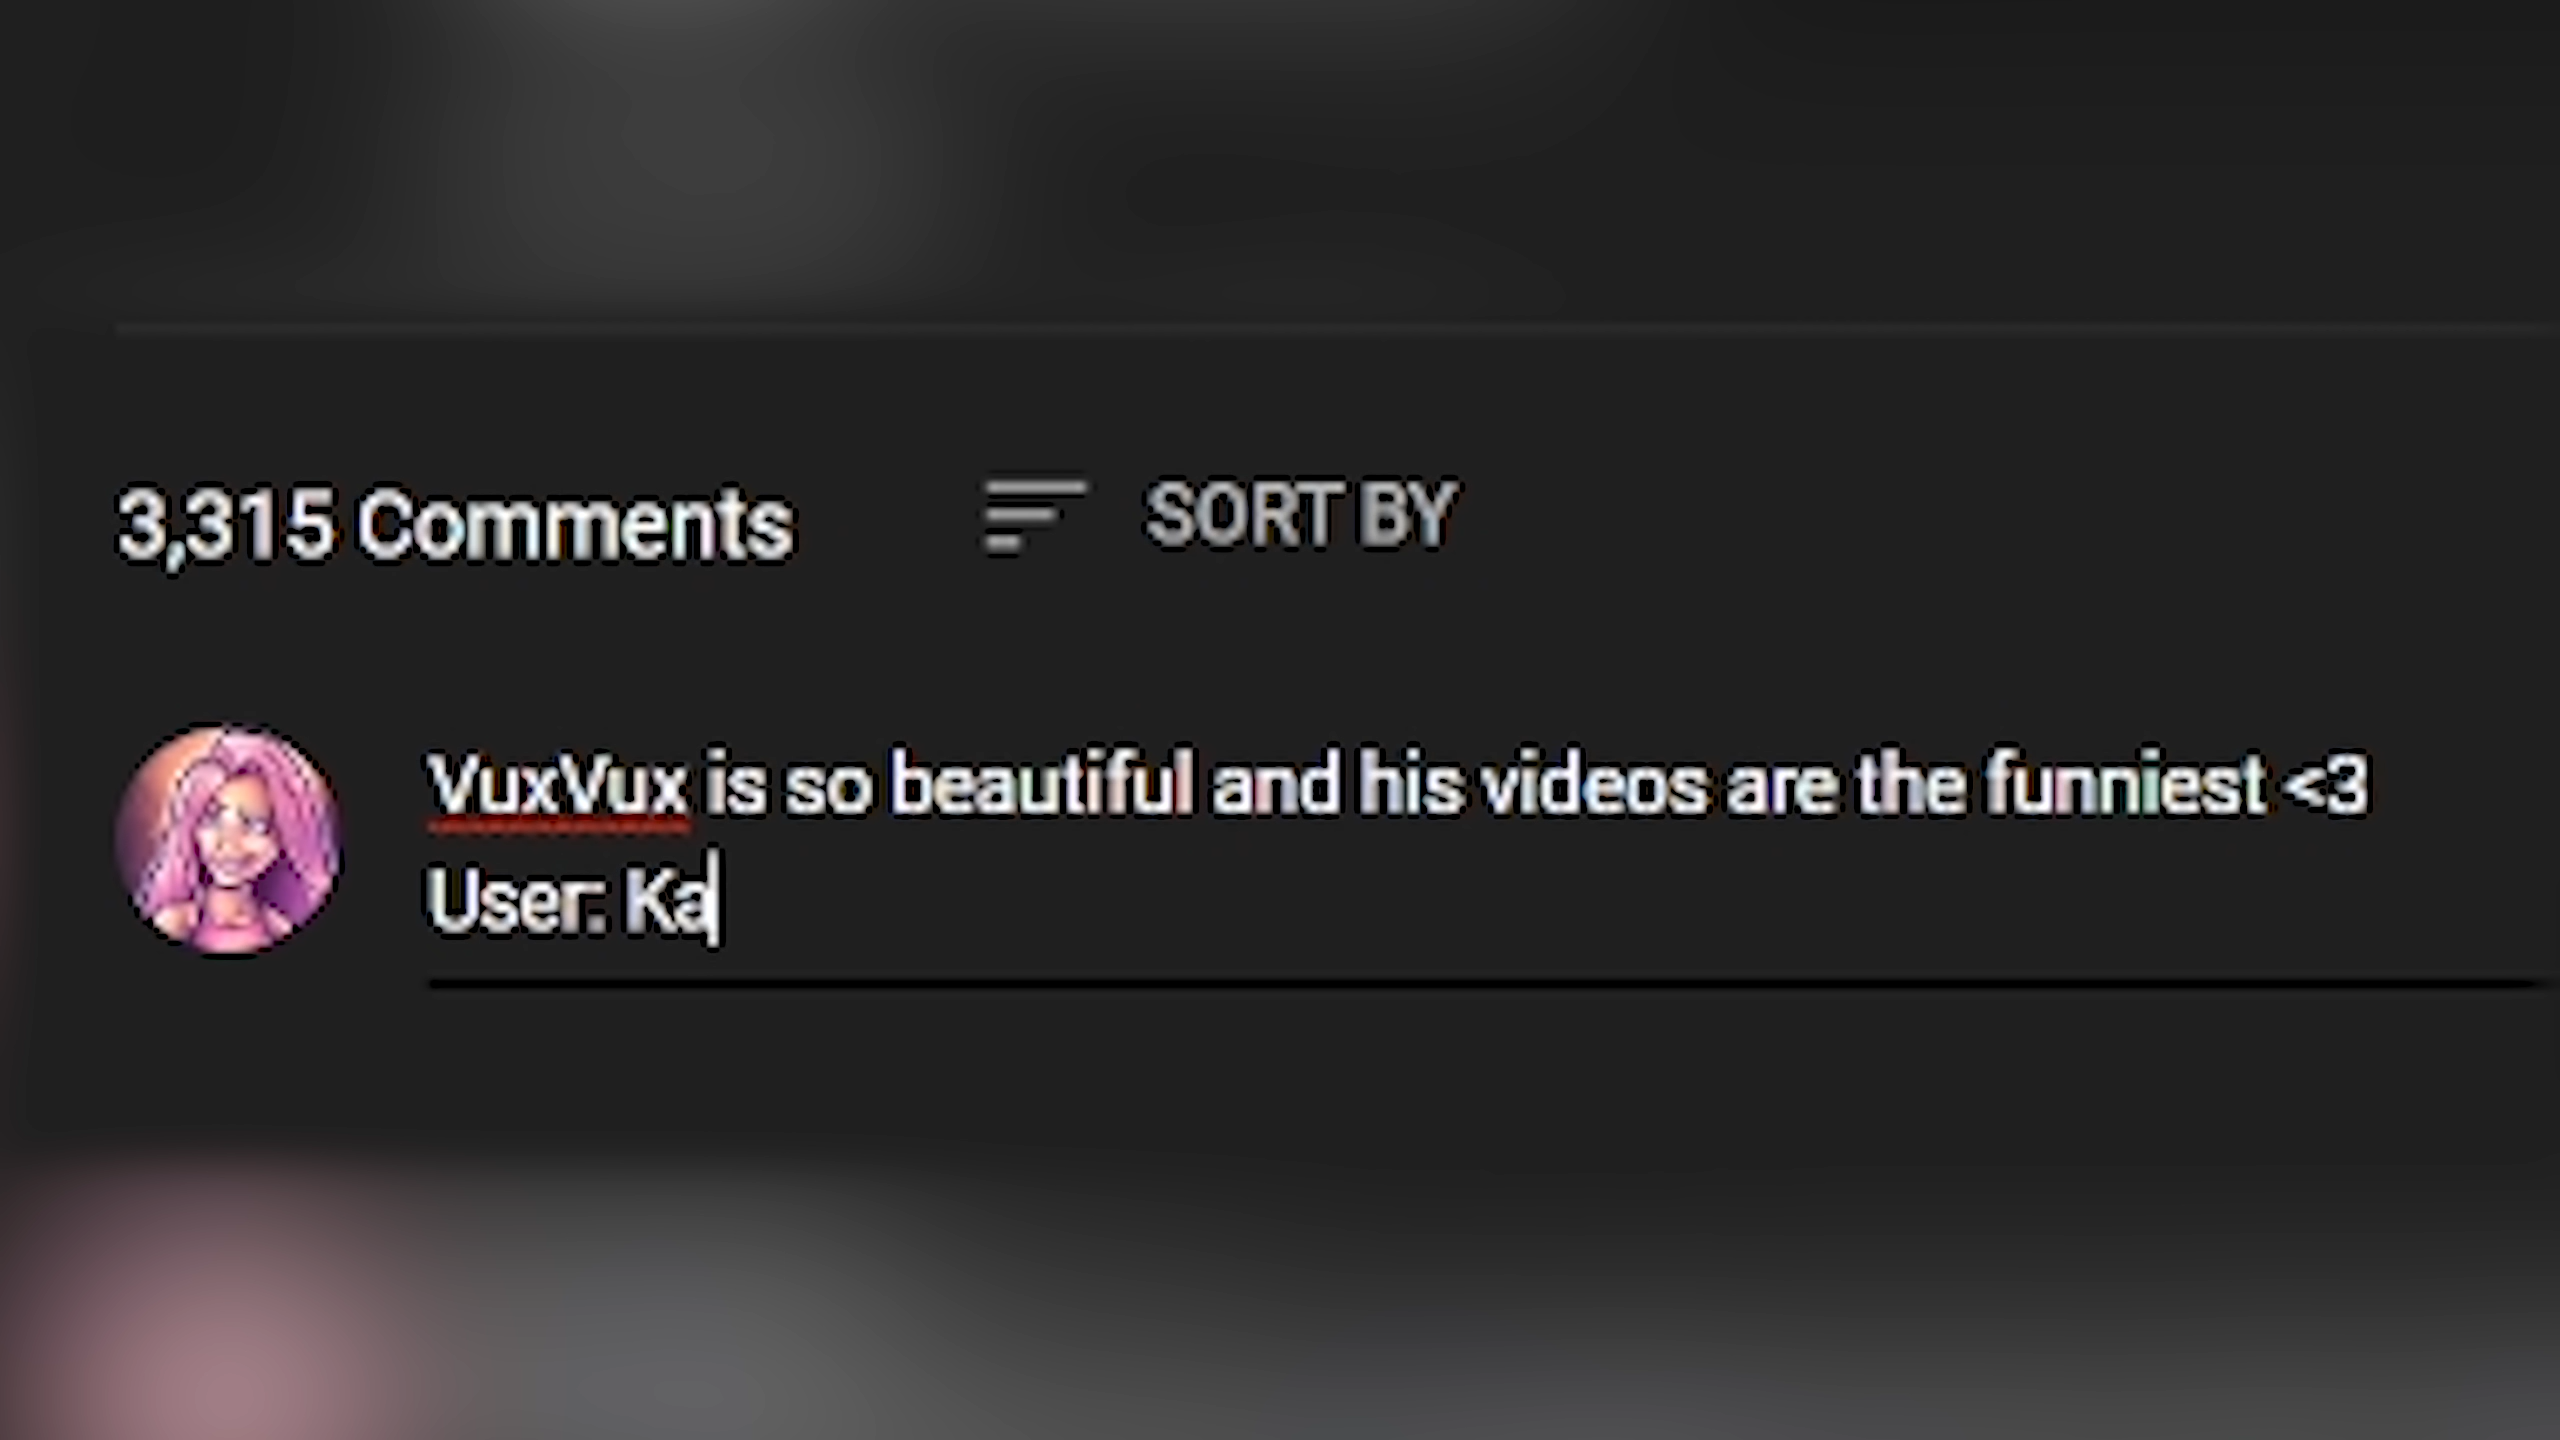 3,315 Comments SORT BY
VuxVux is so beautiful and his videos are the funniest <3
User: Ka